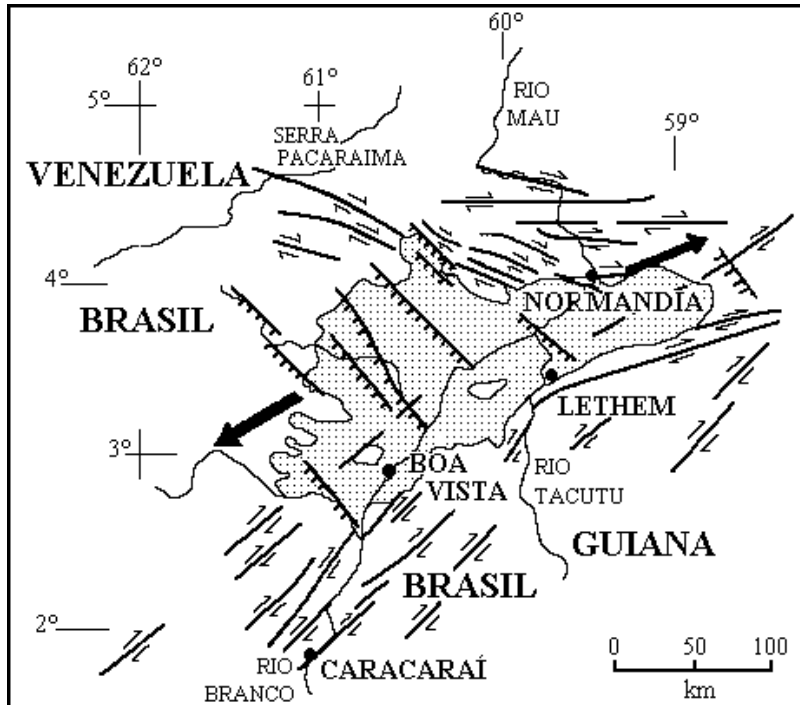 60°
62°
61°
5°
RIO
MAU
59°
SERRA
PACARAIMA
VENEZUELA
4°
NORMANDIA
BRASIL
LETHEM
3°
BOA
VISTA
RIO
TACUTU
GUIANA
BRASIL
2°
RIO
BRANCO
CARACARAÍ
0 50 100
km